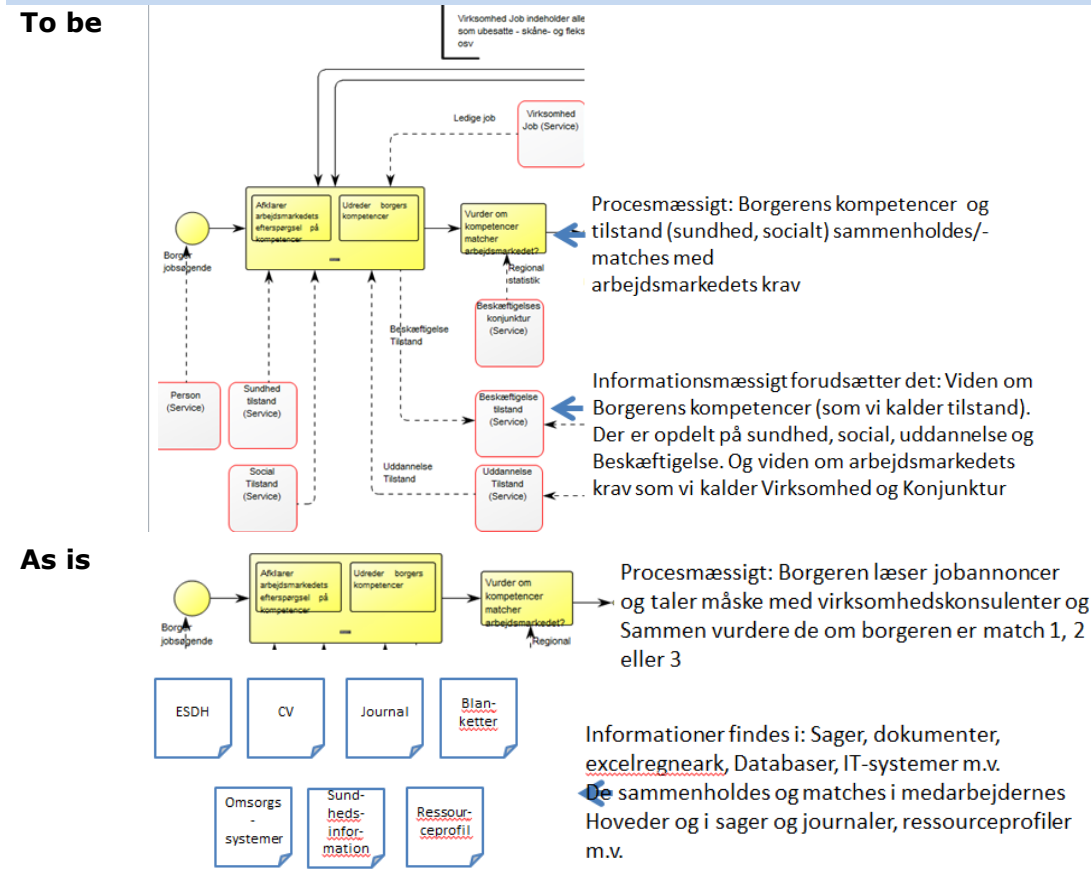 To be
Virksomhed Job indeholder alle
som ubesatte - skåne- og fleks
osv
Ledige job
Virksomhed
Job (Service)
Afklarer
arbejdsmarkedets
efterspørgsel på
kompetencer
Udreder borgers
kompetencer
Vurder om
kompetencer
matcher
arbejdsmarkedet?
Borger
jobsøgende
Regional
statistik
Beskæftigelses
konjunktur
(Service)
Beskæftigelse
Tilstand
Procesmæssigt: Borgerens kompetencer og
tilstand (sundhed, socialt) sammenholdes/-
matches med
arbejdsmarkedets krav
Person
(Service)
Sundhed
tilstand
(Service)
Beskæftigelse
tilstand
(Service)
Social
Tilstand
(Service)
Uddannelse
Tilstand
Uddannelse
Tilstand
(Service)
Informationsmæssigt forudsætter det: Viden om
Borgerens kompetencer (som vi kalder tilstand).
Der er opdelt på sundhed, social, uddannelse og
Beskæftigelse. Og viden om arbejdsmarkedets
krav som vi kalder Virksomhed og Konjunktur
As is
Afklarer
arbejdsmarkedets
efterspørgsel på
kompetencer
Udreder borgers
kompetencer
Vurder om
kompetencer
matcher
arbejdsmarkedet?
Borger
jobsøgende
Regional
Procesmæssigt: Borgeren læser jobannoncer
og taler måske med virksomhedskonsulenter og
Sammen vurdere de om borgeren er match 1, 2
eller 3
ESDH
CV
Journal
Blan-
ketter
Omsorgs
-
systemer
Sund-
heds-
infor-
mation
Ressour-
ceprofil
Informationer findes i: Sager, dokumenter,
excelregneark, Databaser, IT-systemer m.v.
De sammenholdes og matches i medarbejdernes
Hoveder og i sager og journaler, ressourceprofiler
m.v.